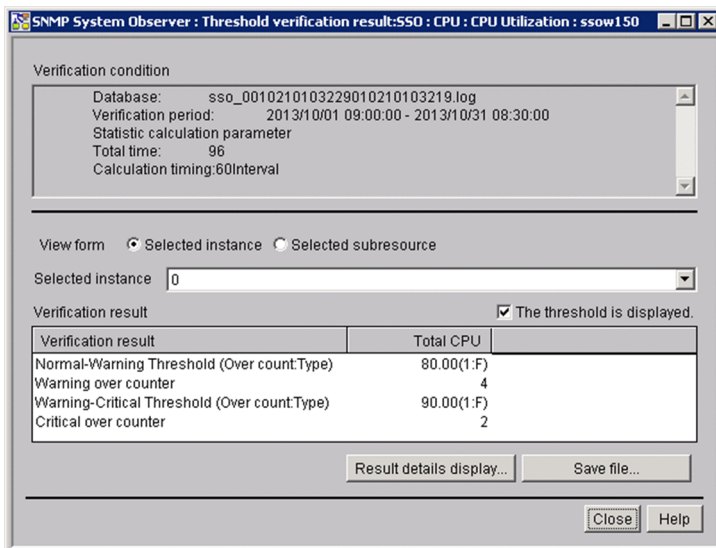 SNMP System Observer : Threshold verification result:SSO : CPU : CPU Utilization : ssow150
Verification condition
Database: sso_0010210103229010210103219.log
Verification period: 2013/10/01 09:00:00 - 2013/10/31 08:30:00
Statistic calculation parameter
Total time: 96
Calculation timing:60Interval
View form Selected instance Selected subresource
Selected instance 0
Verification result The threshold is displayed.
Verification result Total CPU
Normal-Warning Threshold (Over count:Type) 80.00(1:F)
Warning over counter 4
Warning-Critical Threshold (Over count:Type) 90.00(1:F)
Critical over counter 2
Result details display... Save file...
Close Help